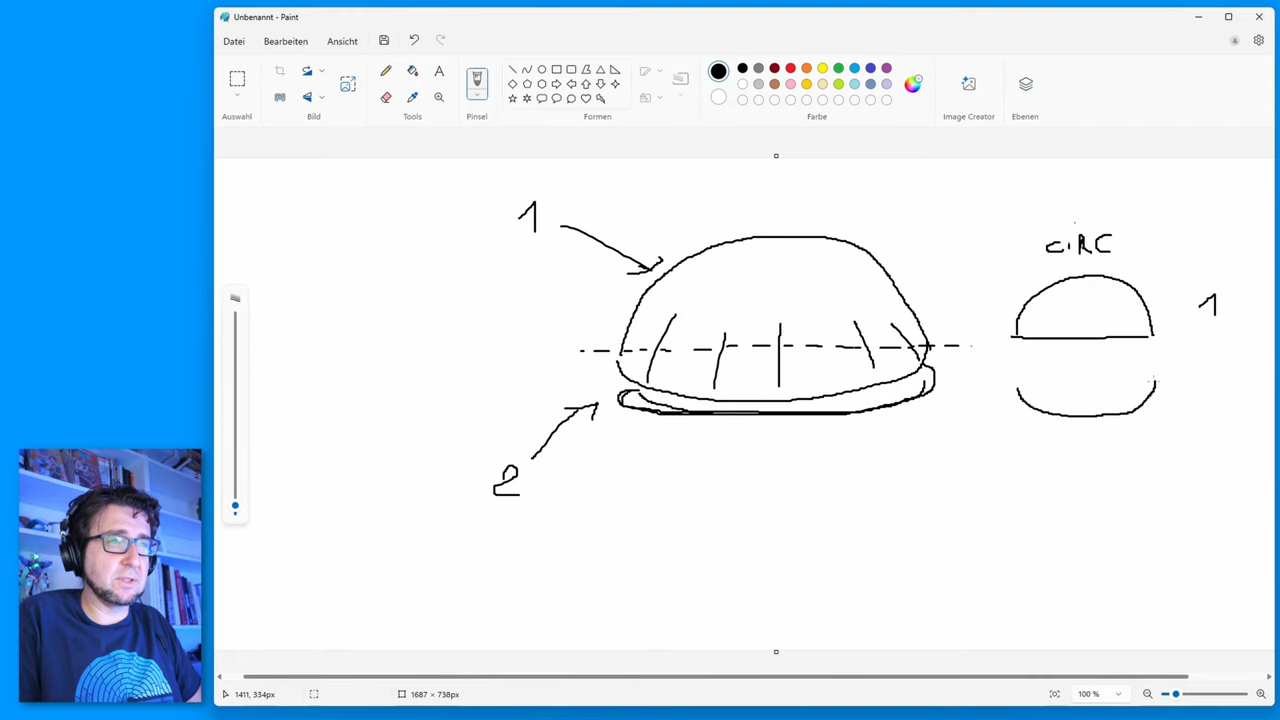 Unbenannt - Paint
Datei Bearbeiten Ansicht
A
Auswahl Bild Tools Pinsel Formen Farbe Image Creator Ebenen
1
CiRC
1
2
1411, 334px 1687 × 738px 100 %